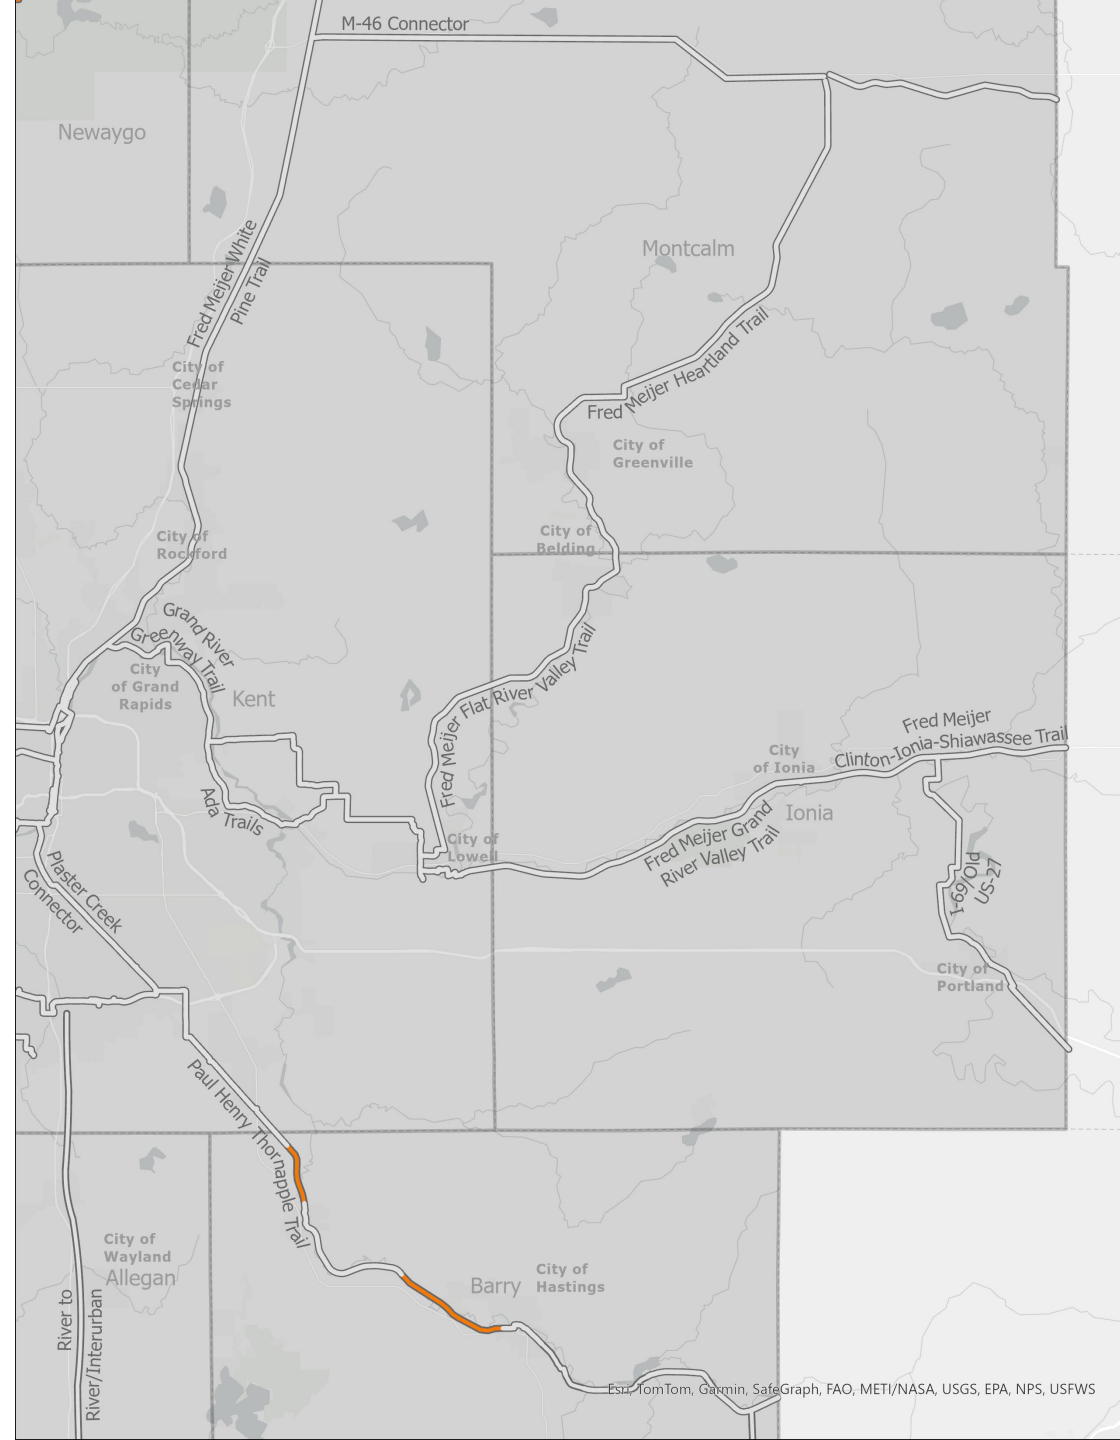 M-46 Connector
Newaygo
Montcalm
Fred Meijer White
Pine Trail
City of
Cedar
Springs
Fred Meijer Heartland Trail
City of
Greenville
City of
Rockford
City of
Belding
Grand River
Greenway Trail
City
of Grand
Rapids
Kent
Fred Meijer Flat River Valley Trail
Fred Meijer
Clinton-Ionia-Shiawassee Trail
City
of Ionia
Ionia
Ada Trails
City of
Lowell
Fred Meijer Grand
River Valley Trail
Plaster Creek
Connector
I-69/Old
US-27
City of
Portland
Paul Henry Thornapple Trail
City of
Wayland
Allegan
Barry
City of
Hastings
River to
River/Interurban
Esri, TomTom, Garmin, SafeGraph, FAO, METI/NASA, USGS, EPA, NPS, USFWS